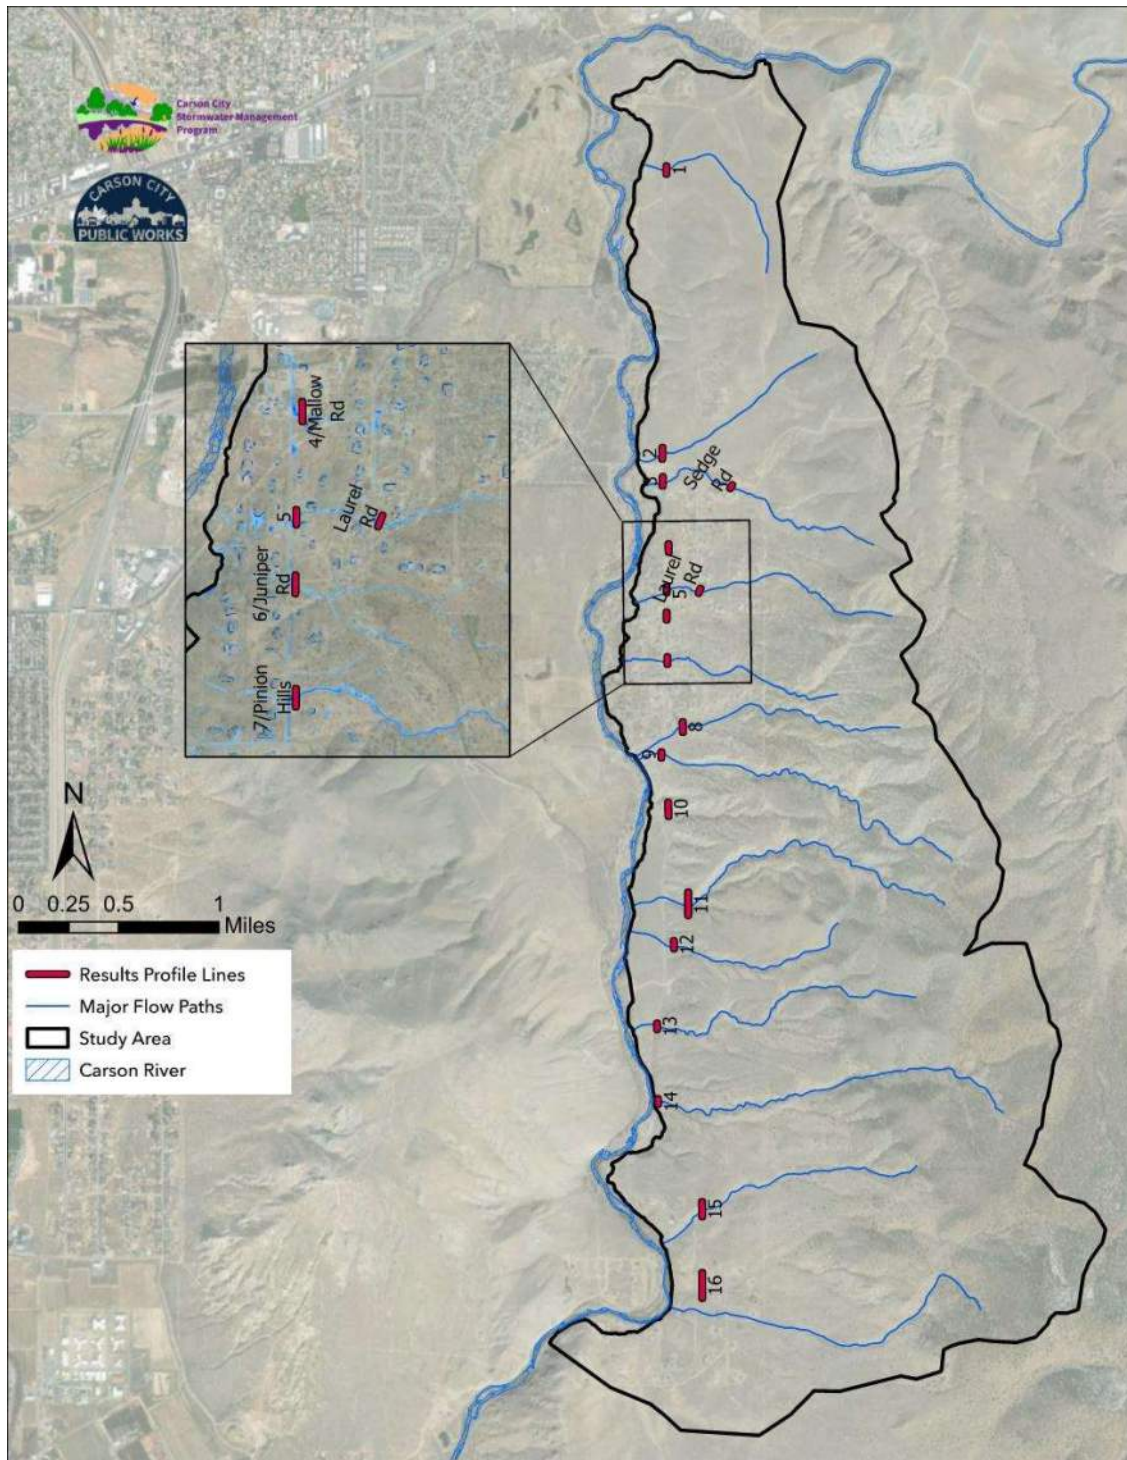 Carson City
Stormwater Management
Program
CARSON CITY
PUBLIC WORKS
1
2
3
Sedge
Rd
Laurel
5 Rd
4/Mallow
Rd
5
Laurel
Rd
6/Juniper
Rd
7/Pinion
Hills
8
9
10
11
12
13
14
15
16
N
0 0.25 0.5 1
Miles
Results Profile Lines
Major Flow Paths
Study Area
Carson River